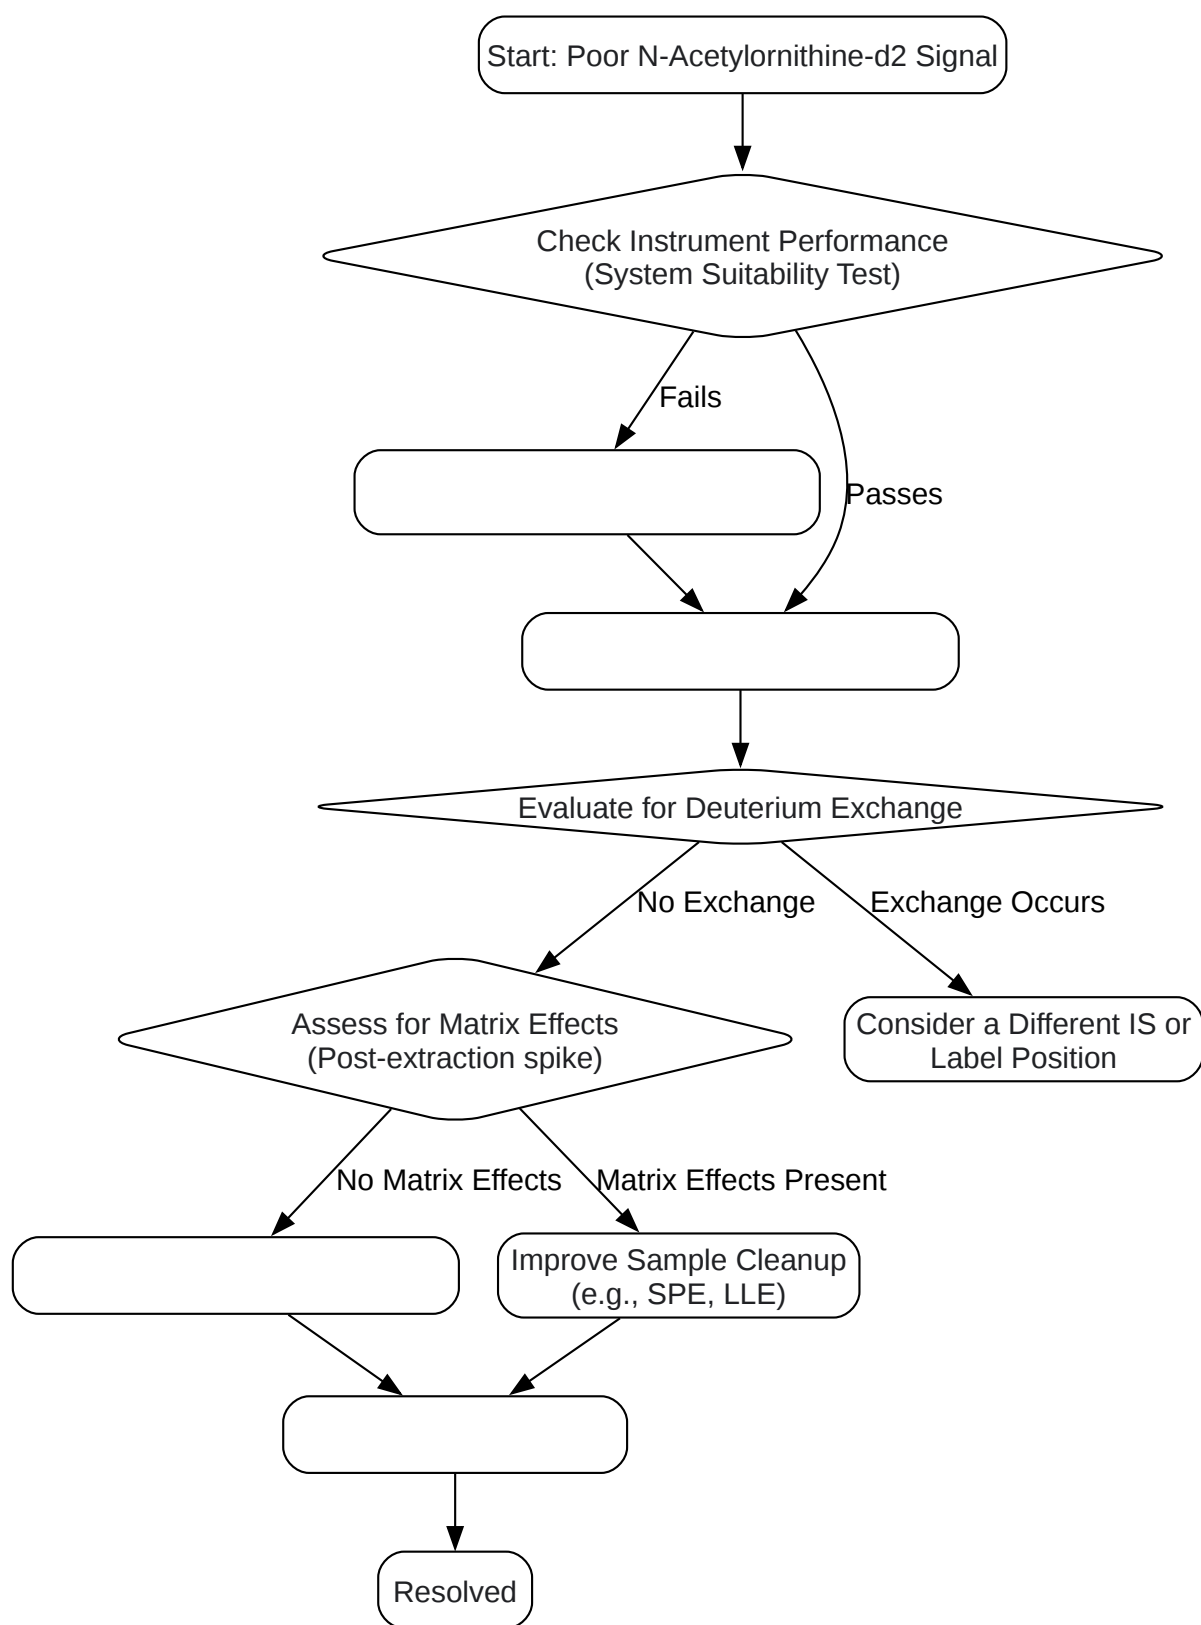 Start: Poor N-Acetylornithine-d2 Signal
Check Instrument Performance
(System Suitability Test)
Fails
Passes
Evaluate for Deuterium Exchange
No Exchange
Exchange Occurs
Assess for Matrix Effects
(Post-extraction spike)
Consider a Different IS or
Label Position
No Matrix Effects
Matrix Effects Present
Improve Sample Cleanup
(e.g., SPE, LLE)
Resolved